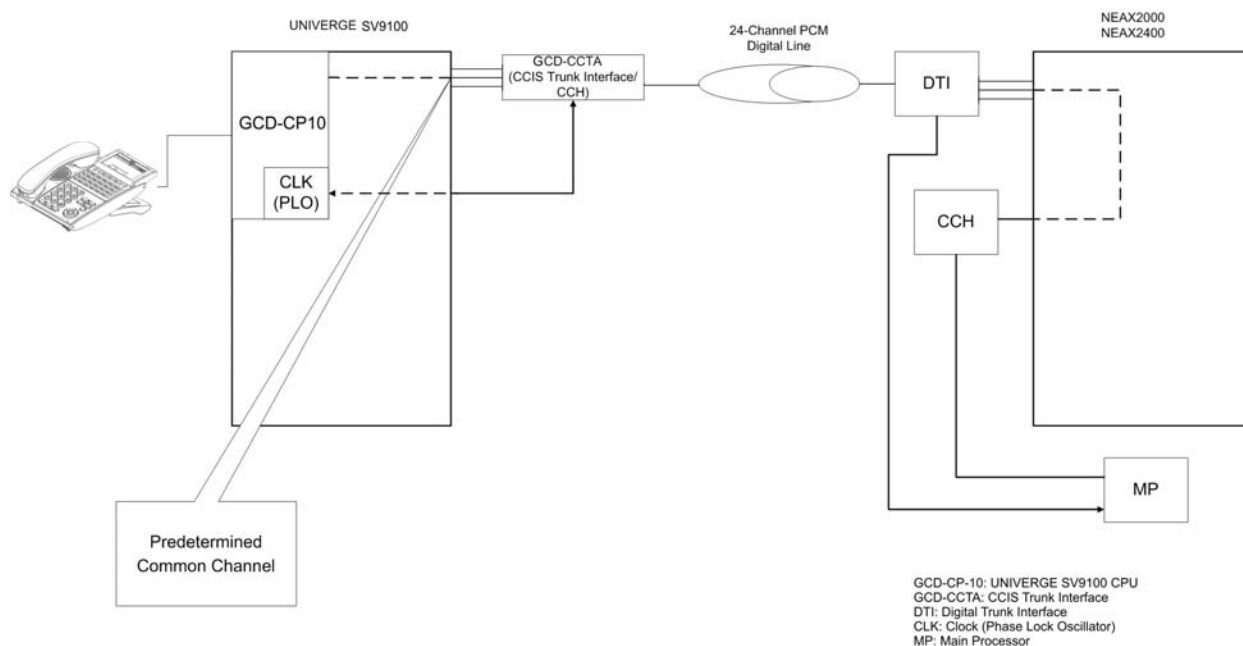 UNIVERGE SV9100
24-Channel PCM
Digital Line
NEAX2000
NEAX2400
GCD-CCTA
(CCIS Trunk Interface/
CCH)
DTI
GCD-CP10
CLK
(PLO)
CCH
MP
Predetermined
Common Channel
GCD-CP-10: UNIVERGE SV9100 CPU
GCD-CCTA: CCIS Trunk Interface
DTI: Digital Trunk Interface
CLK: Clock (Phase Lock Oscillator)
MP: Main Processor